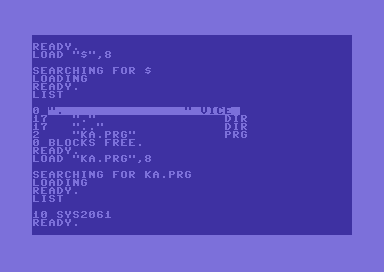 READY.
LOAD "$",8
SEARCHING FOR $
LOADING
READY.
LIST
0 ".                " VICE
17    "."                DIR
17    ".."               DIR
2     "KA.PRG"           PRG
0 BLOCKS FREE.
READY.
LOAD "KA.PRG",8
SEARCHING FOR KA.PRG
LOADING
READY.
LIST
10 SYS2061
READY.